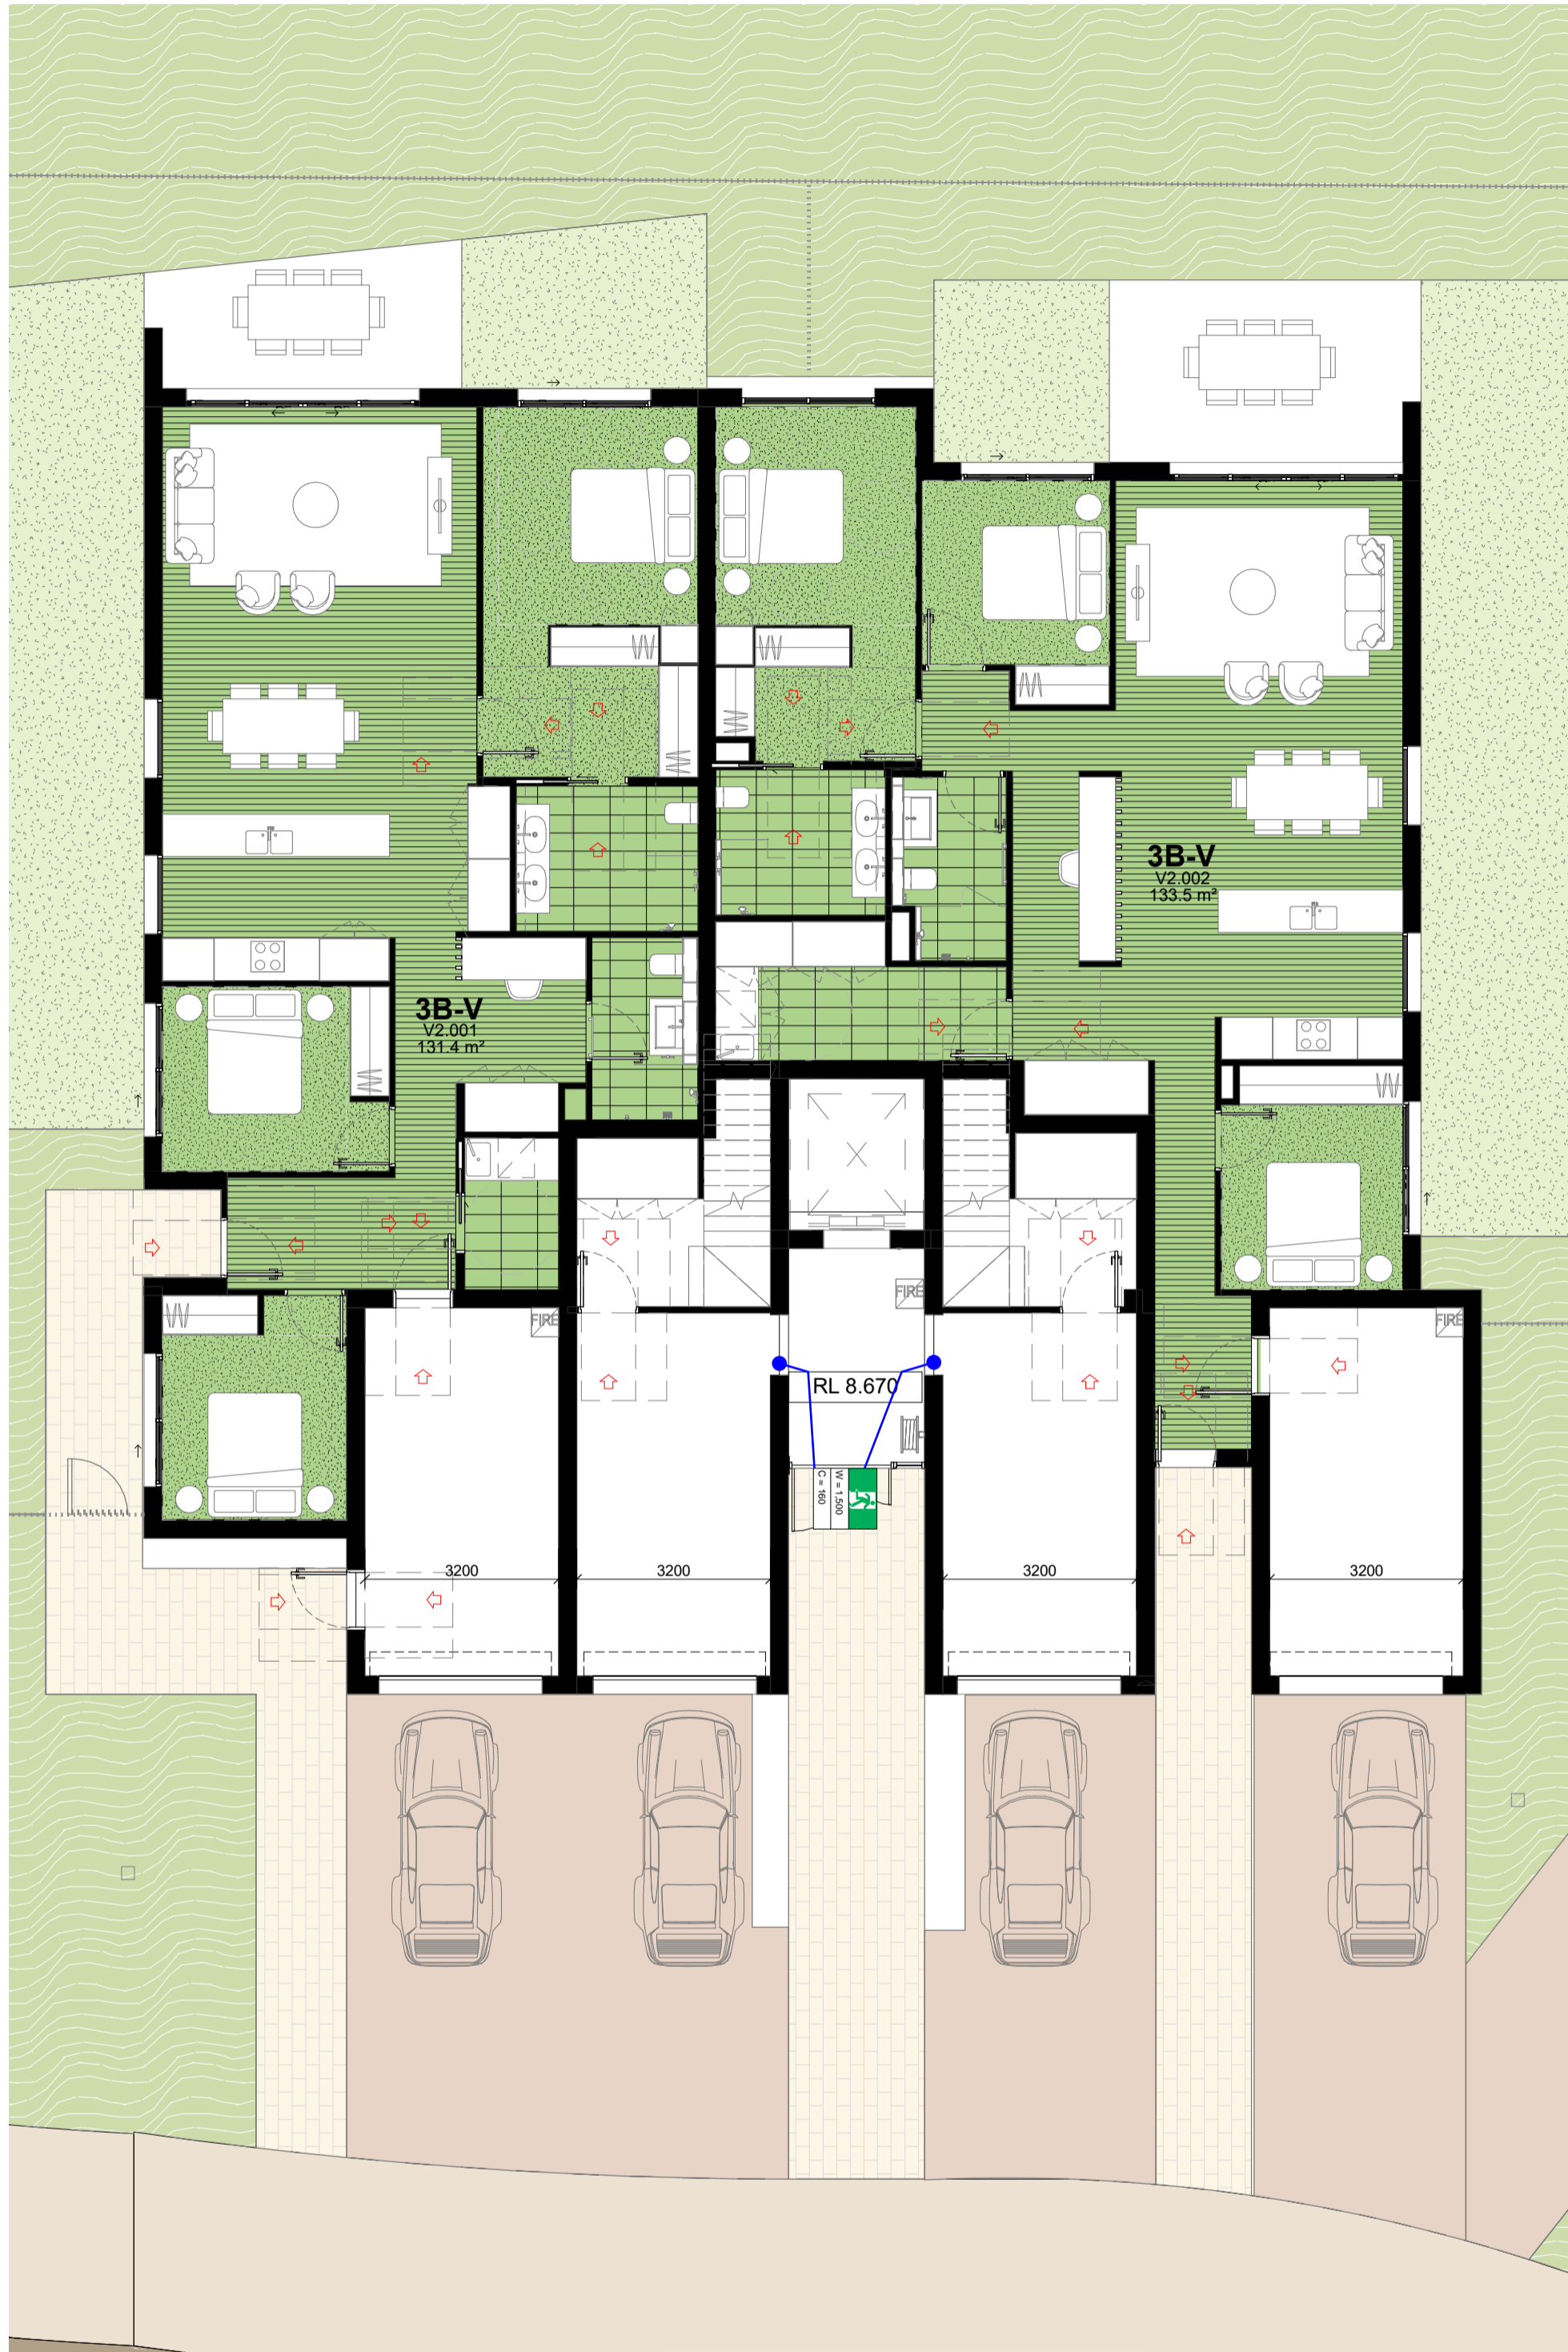 3B-V
V2.002
133.5 m²
3B-V
V2.001
131.4 m²
FIRE
FIRE
FIRE
RL 8.670
W = 1,500
C = 160
3200
3200
3200
3200